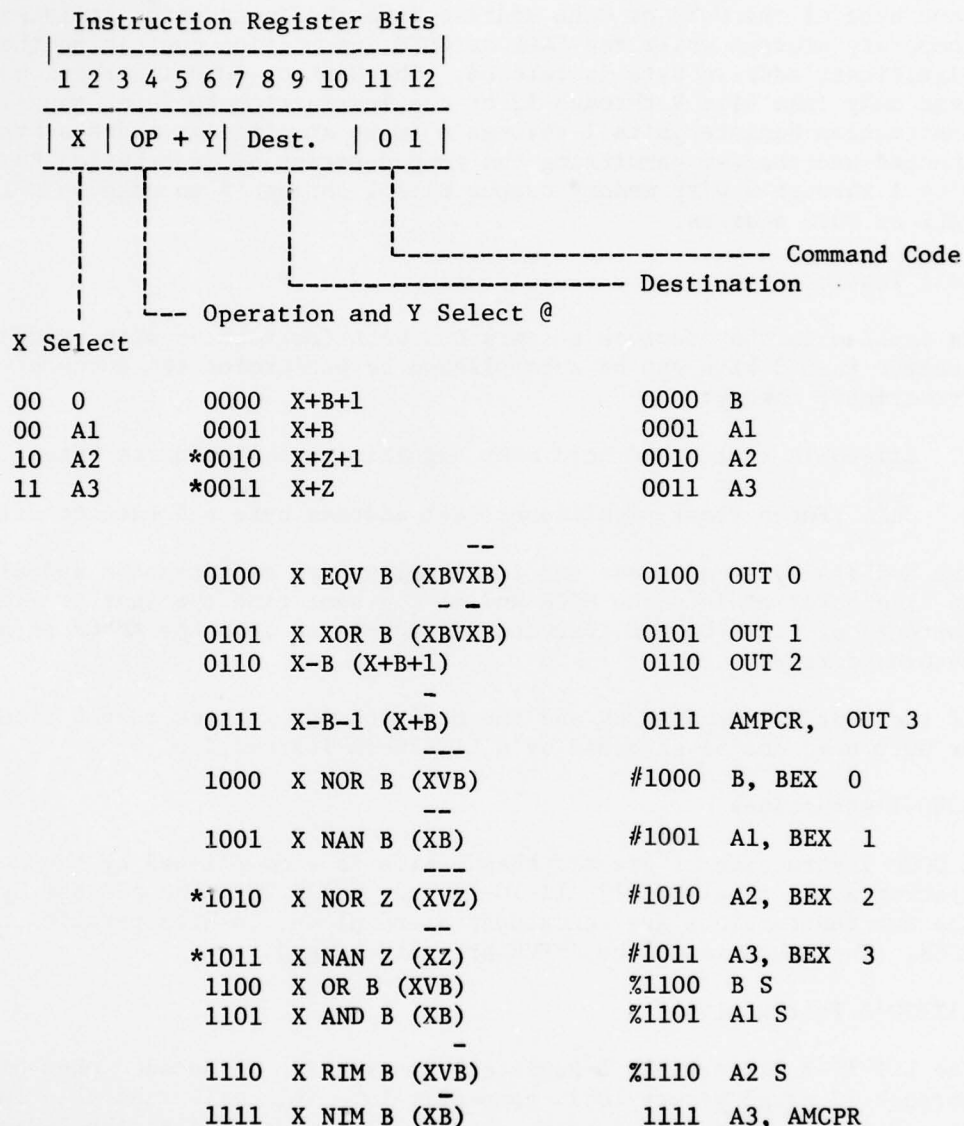 Instruction Register Bits
1 2 3 4 5 6 7 8 9 10 11 12
| X | OP + Y| Dest. | 0 1 |
Command Code
Destination
Operation and Y Select @
X Select
00 0 0000 X+B+1 0000 B
00 A1 0001 X+B 0001 A1
10 A2 *0010 X+Z+1 0010 A2
11 A3 *0011 X+Z 0011 A3
0100 X EQV B (XBVX̅B̅) 0100 OUT 0
0101 X XOR B (XB̅VX̅B) 0101 OUT 1
0110 X-B (X+B+1) 0110 OUT 2
0111 X-B-1 (X+B̅) 0111 AMPCR, OUT 3
1000 X NOR B (XVB) #1000 B, BEX 0
1001 X NAN B (X̅B̅) #1001 A1, BEX 1
*1010 X NOR Z (X̅V̅Z̅) #1010 A2, BEX 2
*1011 X NAN Z (X̅Z̅) #1011 A3, BEX 3
1100 X OR B (XVB) %1100 B S
1101 X AND B (XB) %1101 A1 S
1110 X RIM B (XVB̅) %1110 A2 S
1111 X NIM B (XB̅) 1111 A3, AMCPR